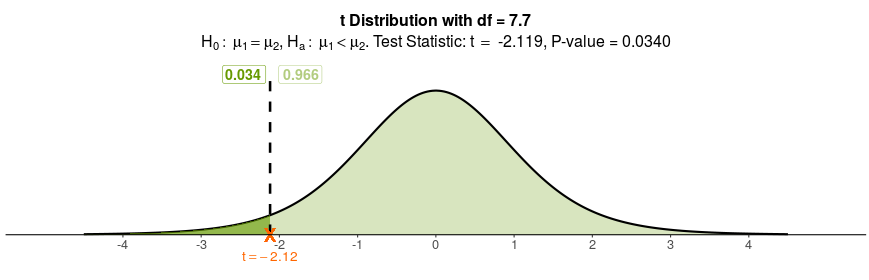 t Distribution with df = 7.7
H₀ : μ₁ = μ₂, Hₐ : μ₁ < μ₂. Test Statistic: t = -2.119, P-value = 0.0340
0.034 0.966
-4 -3 -2 -1 0 1 2 3 4
t = − 2.12